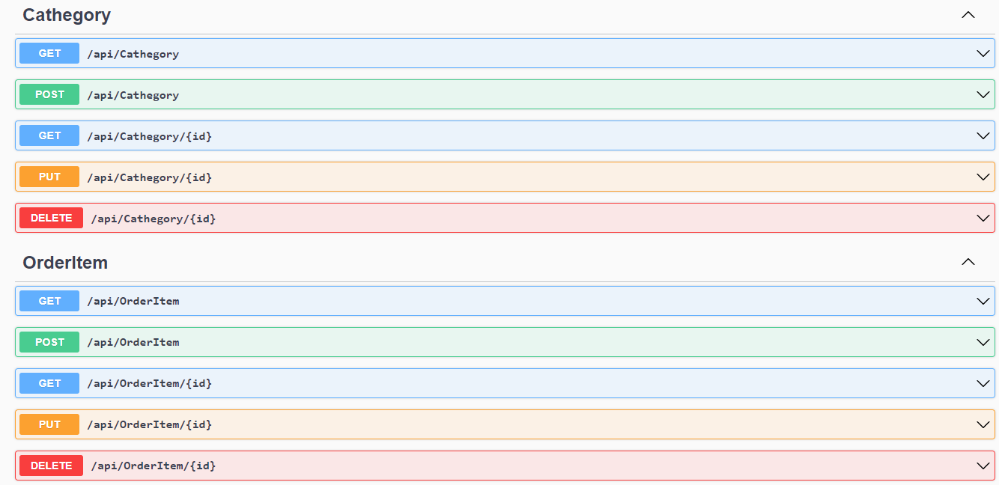 Cathegory
GET /api/Cathegory
POST /api/Cathegory
GET /api/Cathegory/{id}
PUT /api/Cathegory/{id}
DELETE /api/Cathegory/{id}
OrderItem
GET /api/OrderItem
POST /api/OrderItem
GET /api/OrderItem/{id}
PUT /api/OrderItem/{id}
DELETE /api/OrderItem/{id}